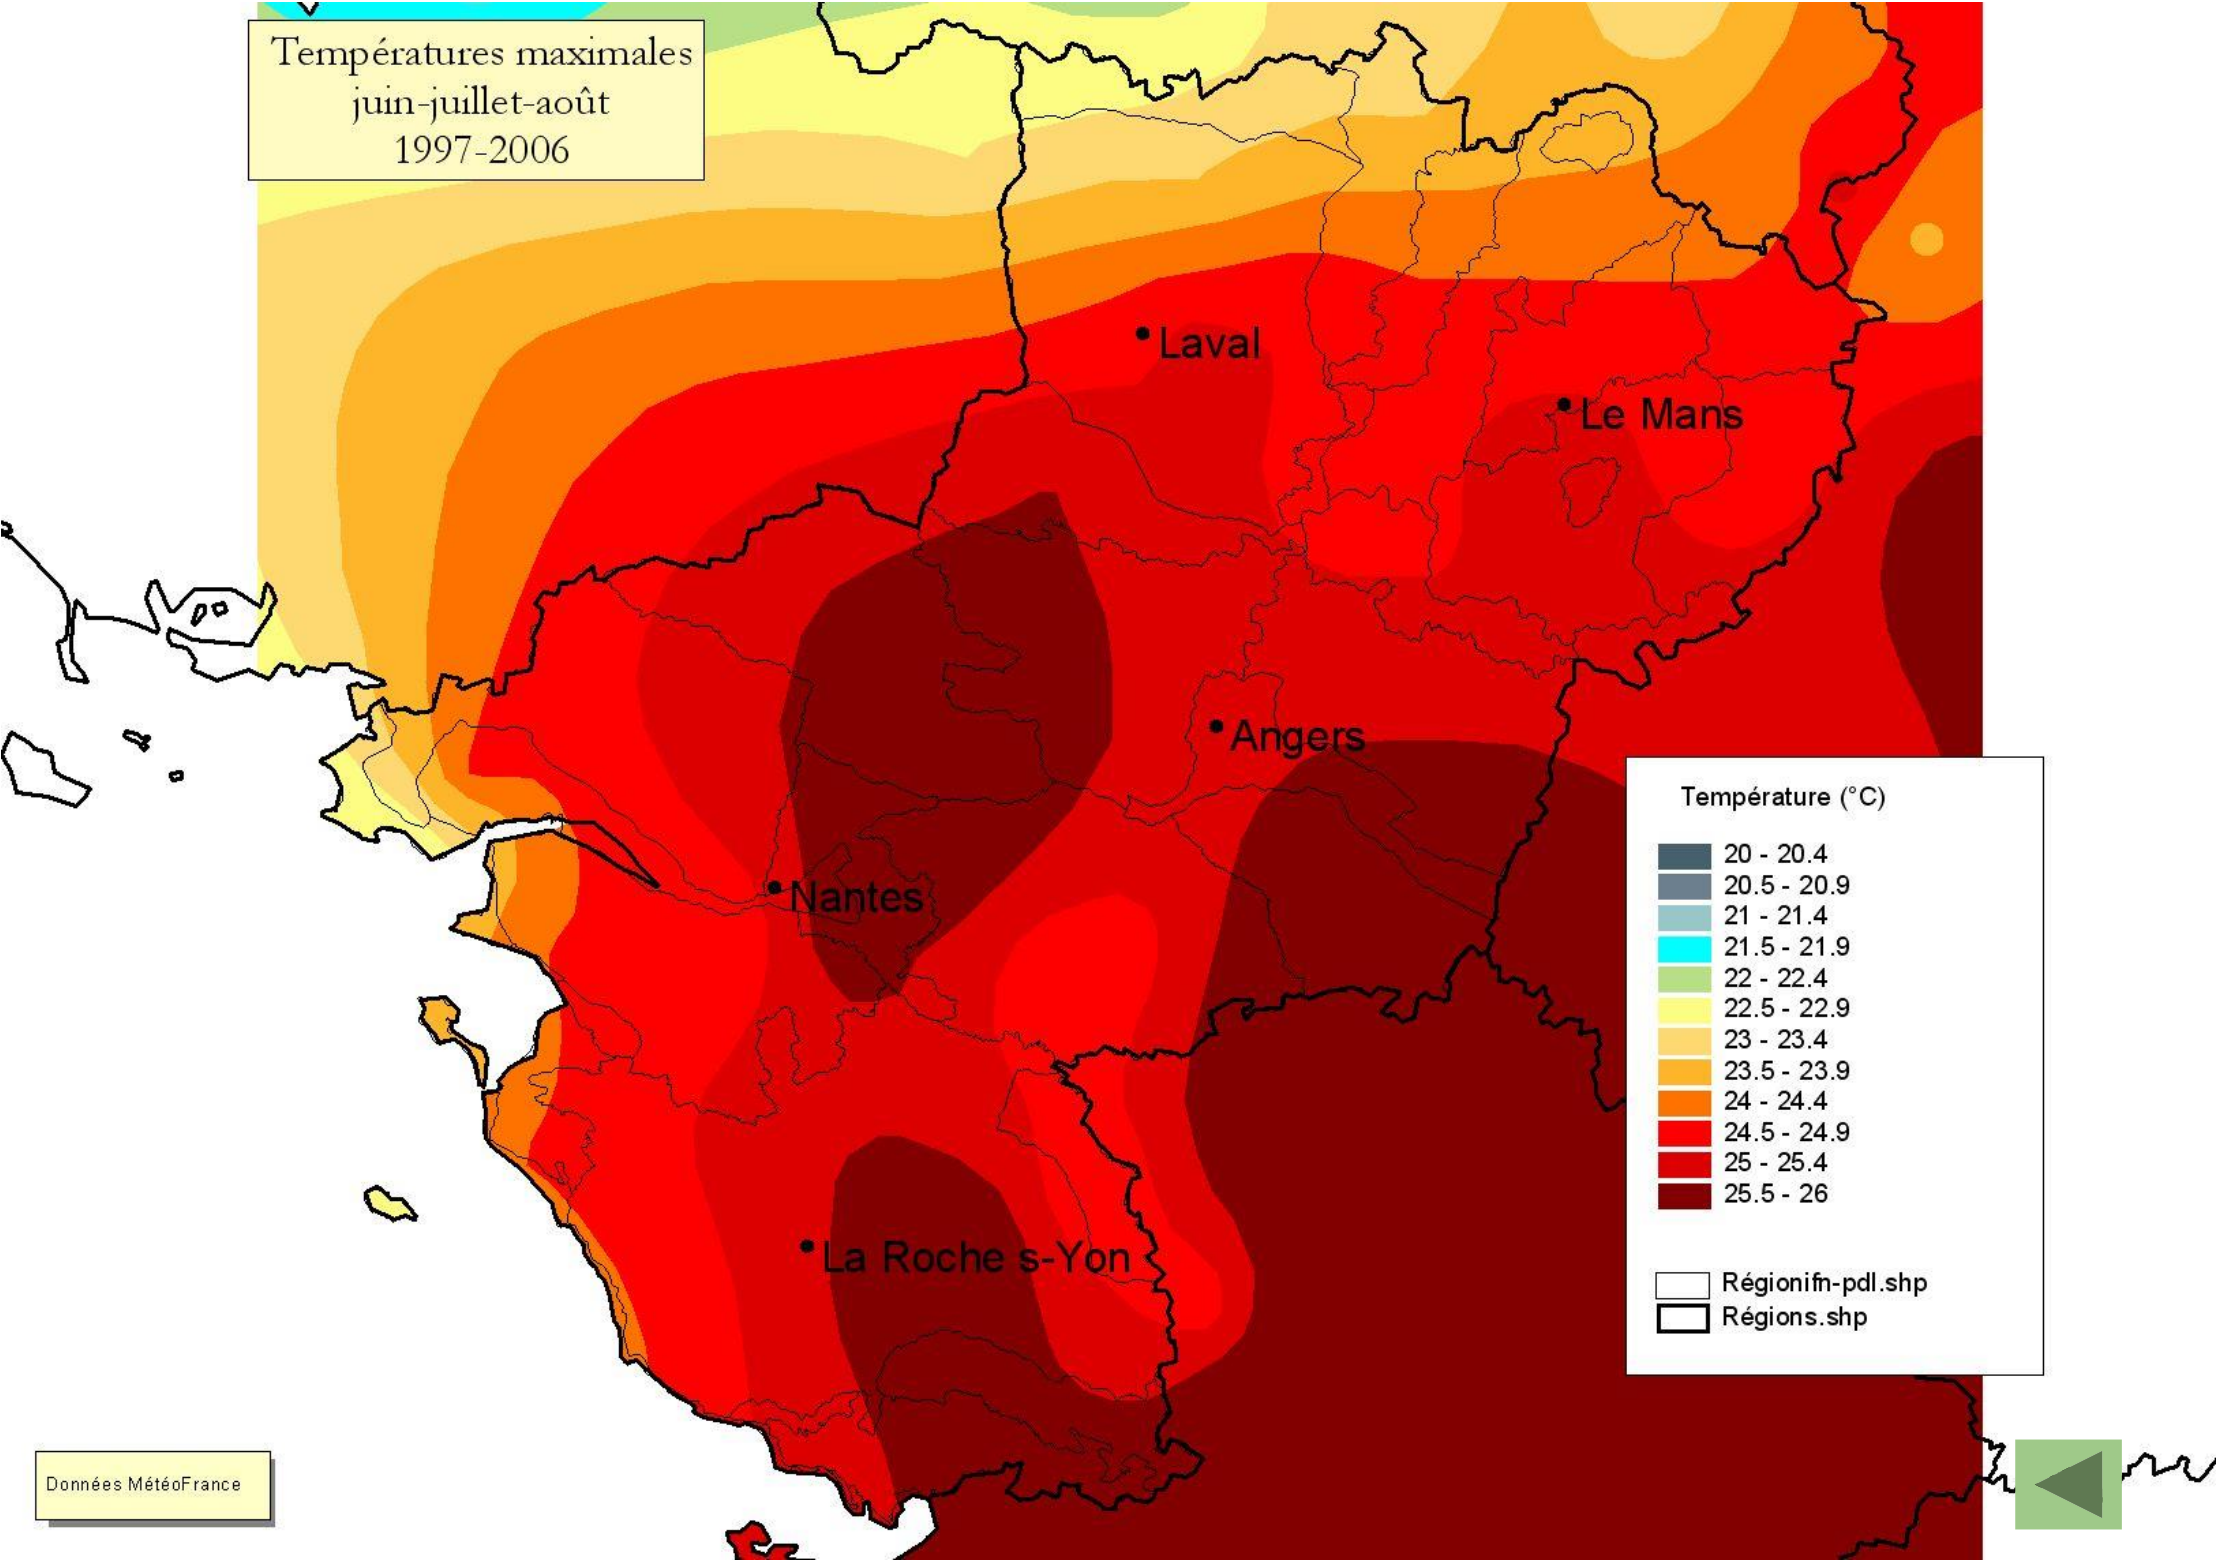 Températures maximales
juin-juillet-août
1997-2006
Laval
Le Mans
Angers
Nantes
La Roche s-Yon
Température (°C)
20 - 20.4
20.5 - 20.9
21 - 21.4
21.5 - 21.9
22 - 22.4
22.5 - 22.9
23 - 23.4
23.5 - 23.9
24 - 24.4
24.5 - 24.9
25 - 25.4
25.5 - 26
Régionifn-pdl.shp
Régions.shp
Données MétéoFrance